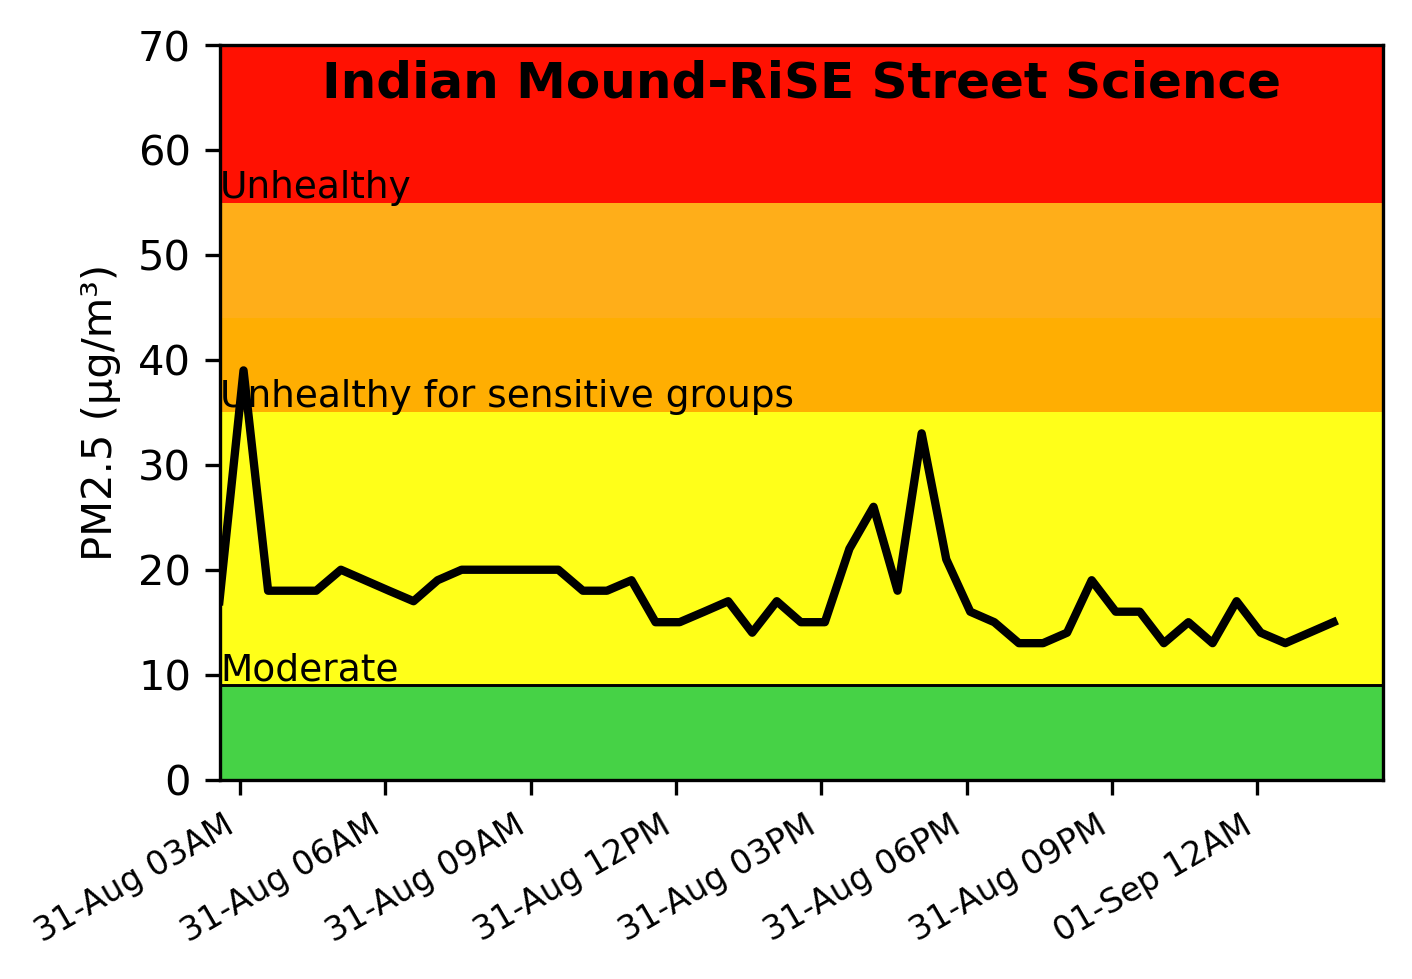 Indian Mound-RiSE Street Science
PM2.5 (µg/m³)
70
60
50
40
30
20
10
0
Unhealthy
Unhealthy for sensitive groups
Moderate
31-Aug 03AM
31-Aug 06AM
31-Aug 09AM
31-Aug 12PM
31-Aug 03PM
31-Aug 06PM
31-Aug 09PM
01-Sep 12AM